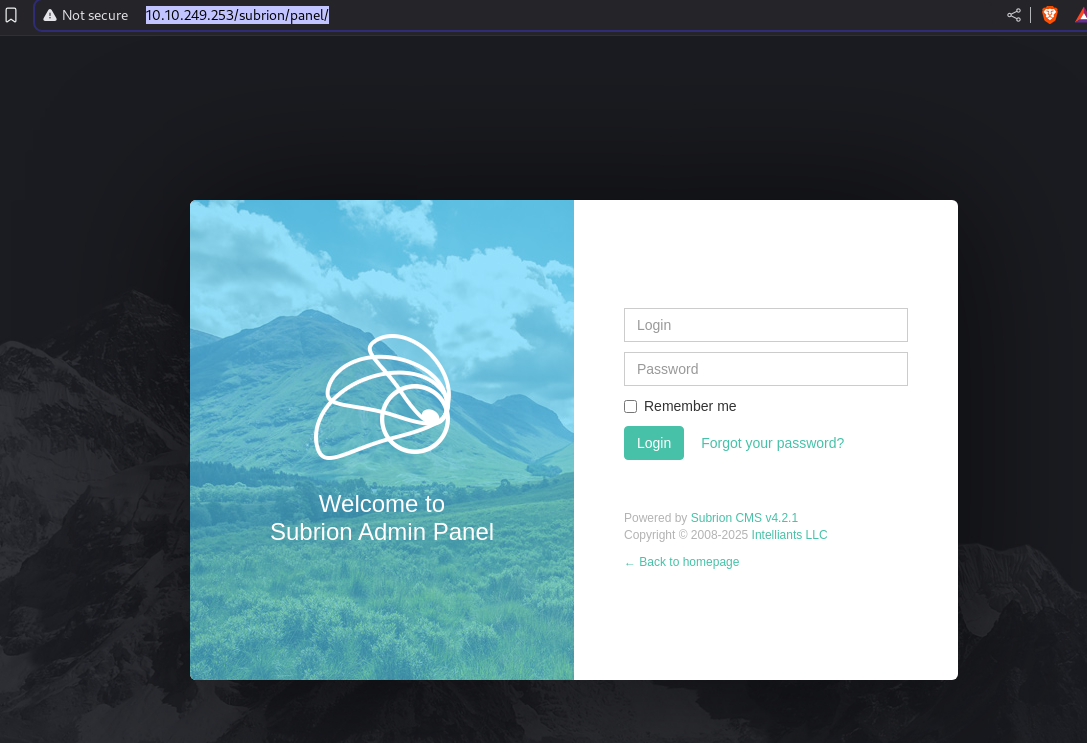 Not secure 10.10.249.253/subrion/panel/
Welcome to
Subrion Admin Panel
Login
Password
Remember me
Login Forgot your password?
Powered by Subrion CMS v4.2.1
Copyright © 2008-2025 Intelliants LLC
← Back to homepage